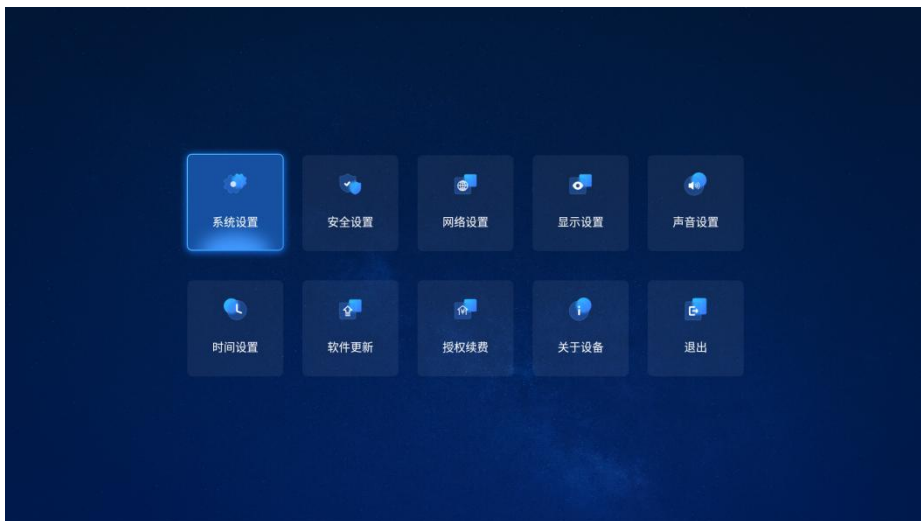 系统设置
安全设置
网络设置
显示设置
声音设置
时间设置
软件更新
授权续费
关于设备
退出